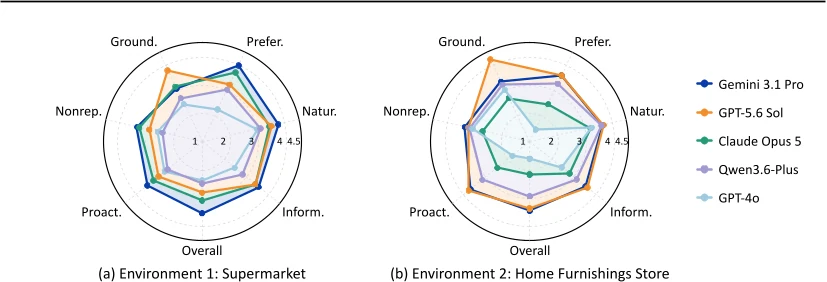 Ground.
Prefer.
Nonrep.
Natur.
1 2 3 4 4.5
Proact.
Inform.
Overall
(a) Environment 1: Supermarket
Ground.
Prefer.
Nonrep.
Natur.
1 2 3 4 4.5
Proact.
Inform.
Overall
(b) Environment 2: Home Furnishings Store
Gemini 3.1 Pro
GPT-5.6 Sol
Claude Opus 5
Qwen3.6-Plus
GPT-4o